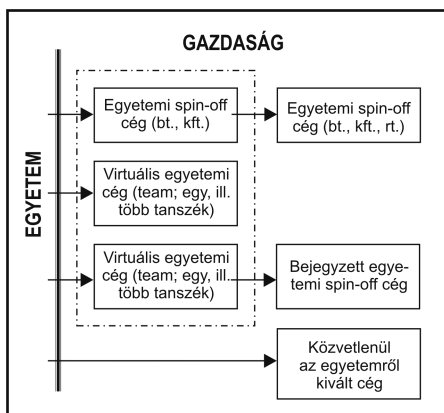 GAZDASÁG
EGYETEM
Egyetemi spin-off
cég (bt., kft.)
Egyetemi spin-off
cég (bt., kft., rt.)
Virtuális egyetemi
cég (team; egy, ill.
több tanszék)
Virtuális egyetemi
cég (team; egy, ill.
több tanszék)
Bejegyzett egye-
temi spin-off cég
Közvetlenül
az egyetemről
kivált cég